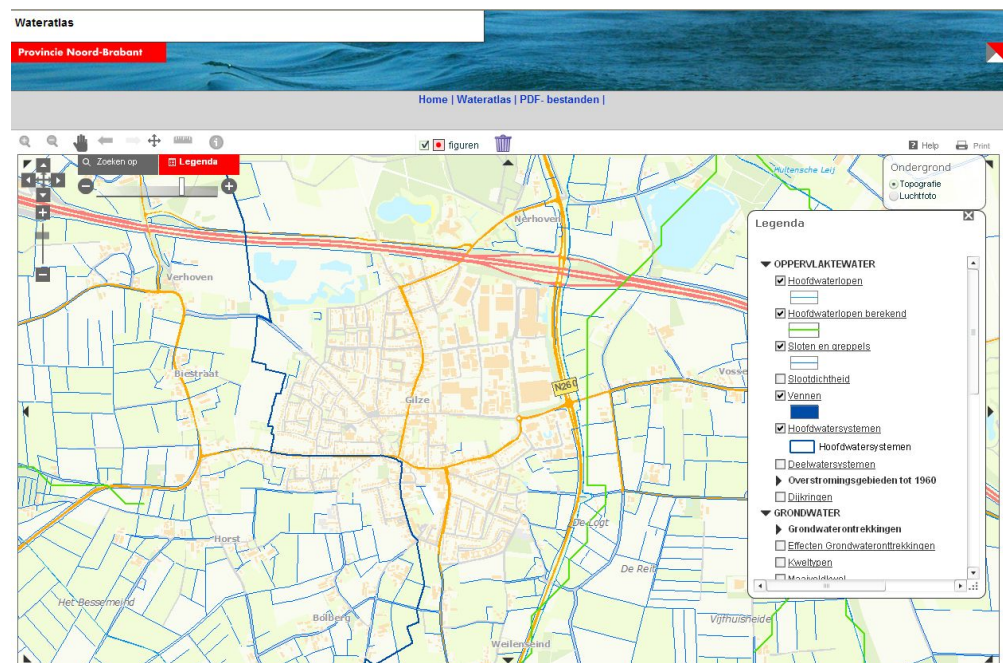 Wateratlas
Provincie Noord-Brabant
Home | Wateratlas | PDF- bestanden |
figuren
Help
Print
Zoeken op
Legenda
Ondergrond
Topografie
Luchtfoto
Hultensche Leij
Nerhoven
Verhoven
Biestraat
Gilze
N260
Vosse
De Logt
Horst
De Reit
Het Bessemeind
Bolberg
Vijfhuisheide
Weilenseind
Legenda
OPPERVLAKTEWATER
Hoofdwaterlopen
Hoofdwaterlopen berekend
Sloten en greppels
Slootdichtheid
Vennen
Hoofdwatersystemen
Hoofdwatersystemen
Deelwatersystemen
Overstromingsgebieden tot 1960
Dijkringen
GRONDWATER
Grondwaterontrekkingen
Effecten Grondwateronttrekkingen
Kweltypen
Maaiveldkwel